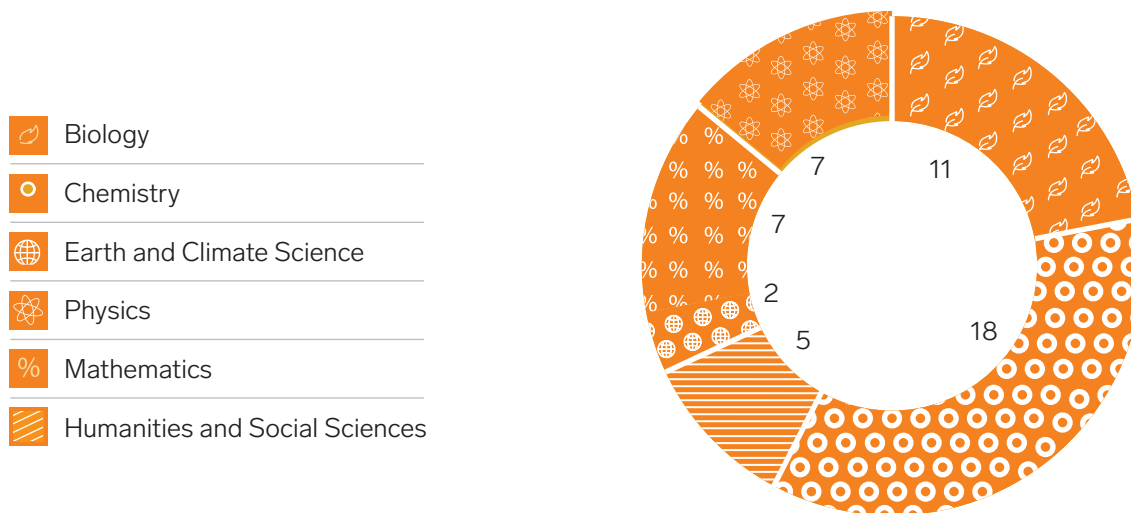 Biology
Chemistry
Earth and Climate Science
Physics
% Mathematics
Humanities and Social Sciences
7
11
7
2
5
18